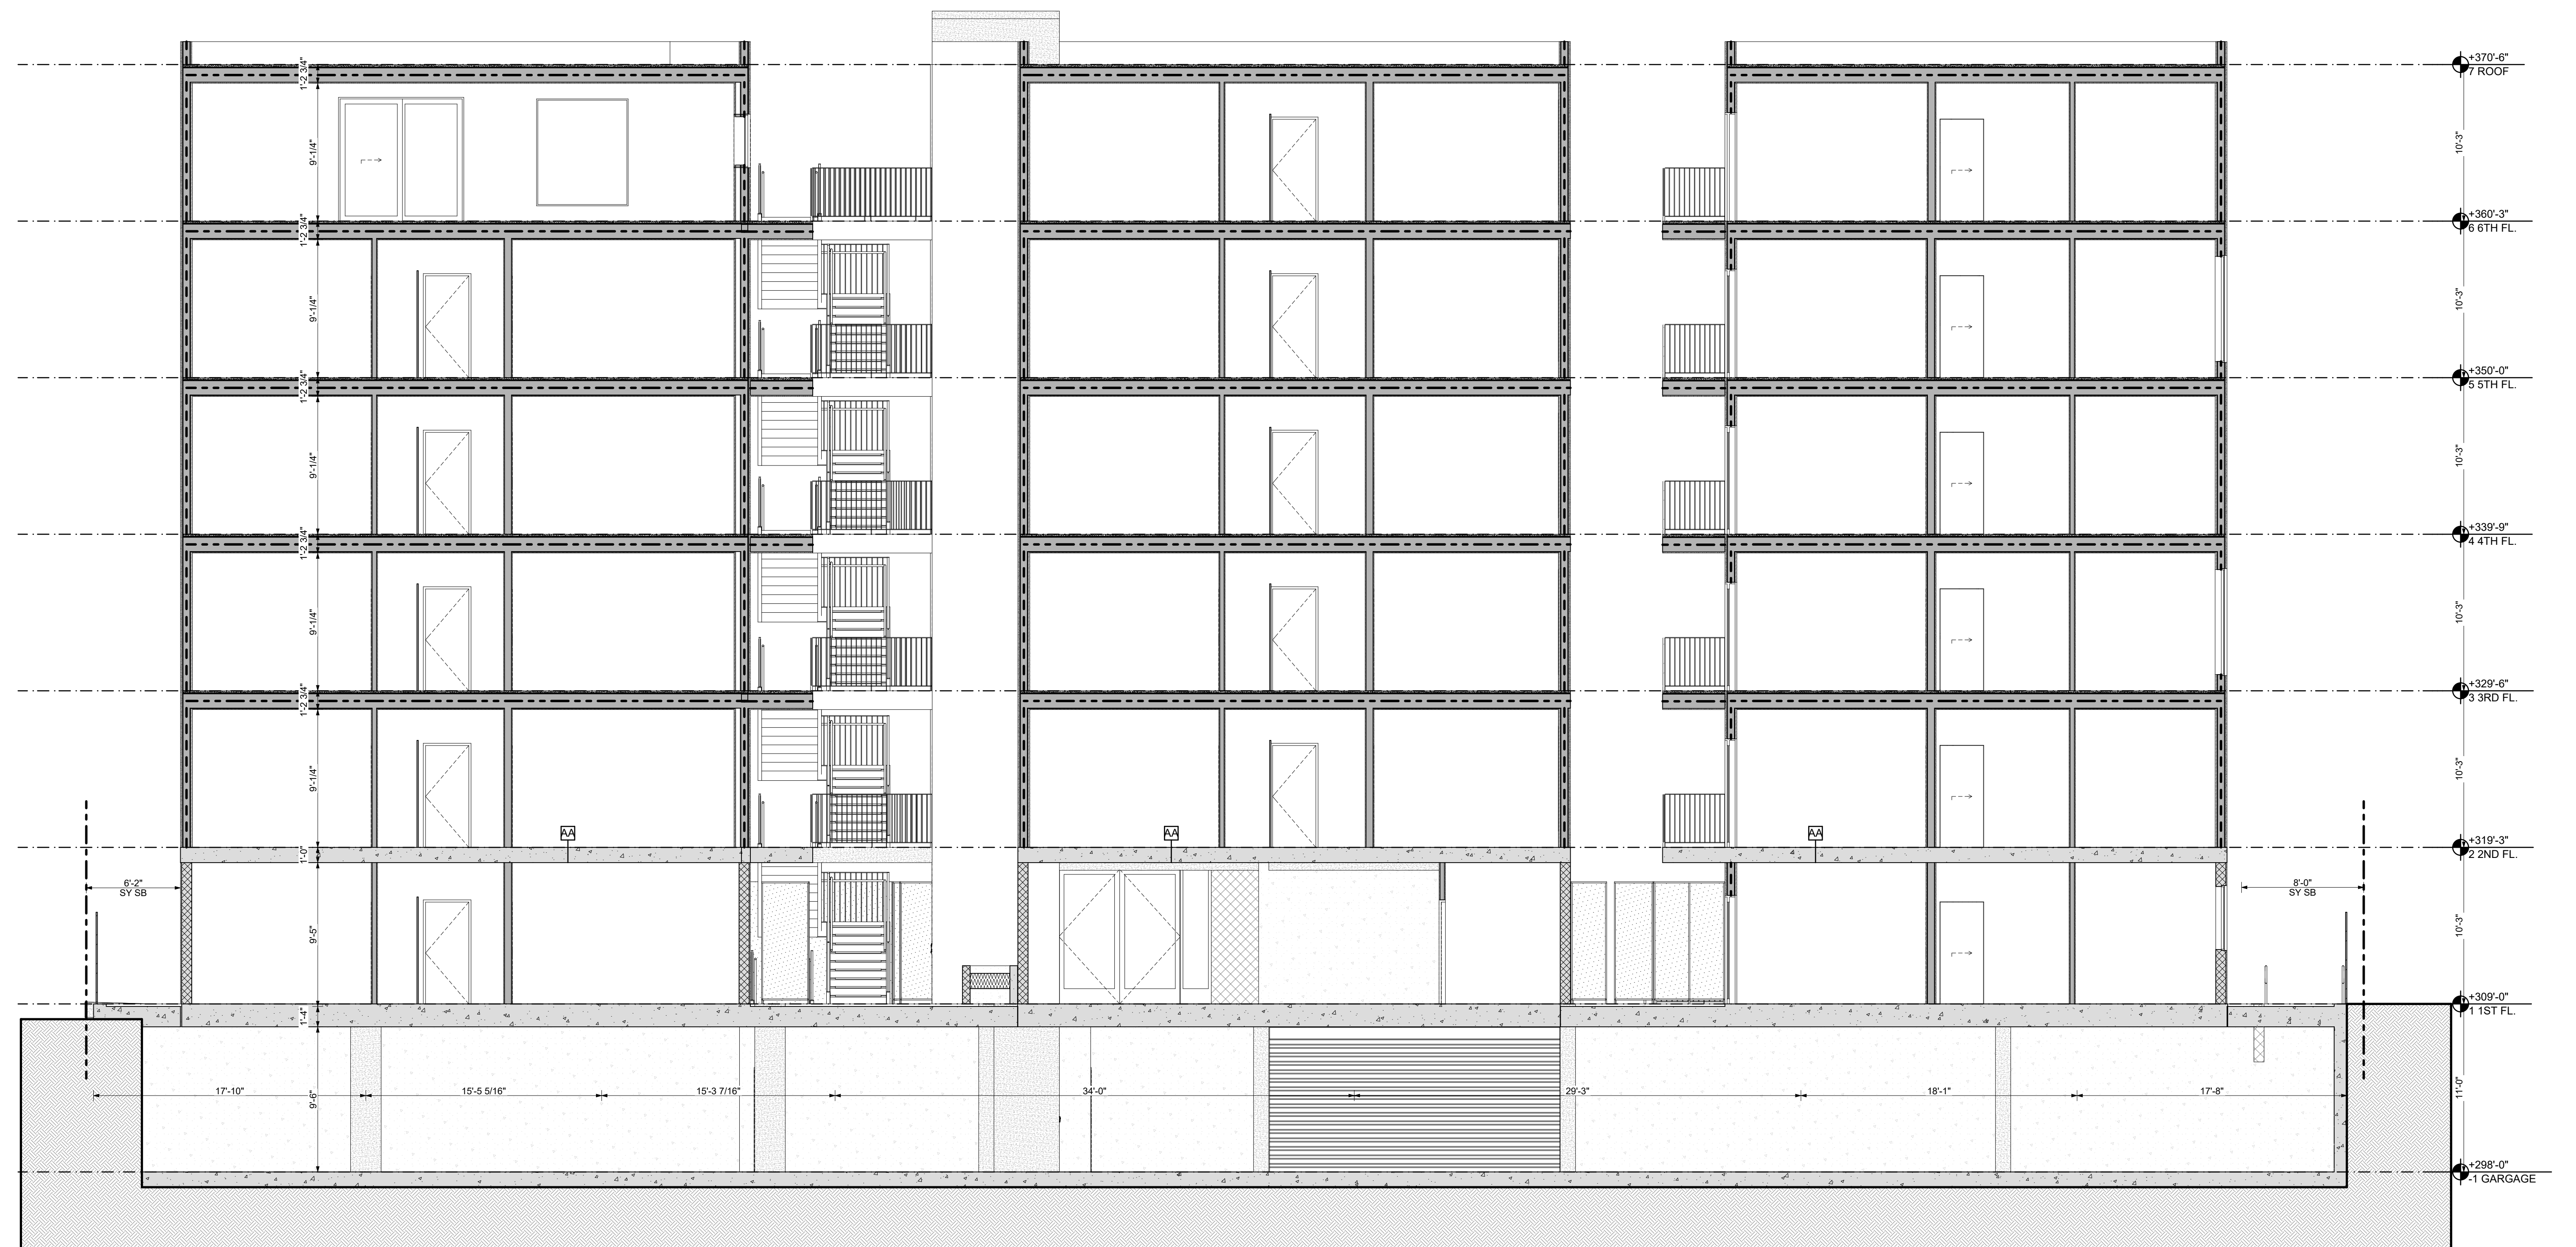 +370'-6"
7 ROOF
1'-2 3/4"
9'-1/4"
10'-3"
+360'-3"
6 6TH FL.
1'-2 3/4"
9'-1/4"
10'-3"
+350'-0"
5 5TH FL.
1'-2 3/4"
9'-1/4"
10'-3"
+339'-9"
4 4TH FL.
1'-2 3/4"
9'-1/4"
10'-3"
+329'-6"
3 3RD FL.
1'-2 3/4"
9'-1/4"
10'-3"
AA
AA
AA
+319'-3"
2 2ND FL.
1'-0"
6'-2"
SY SB
8'-0"
SY SB
9'-5"
10'-3"
+309'-0"
1 1ST FL.
1'-4"
17'-10"
15'-5 5/16"
15'-3 7/16"
34'-0"
29'-3"
18'-1"
17'-8"
9'-6"
11'-0"
+298'-0"
-1 GARGAGE